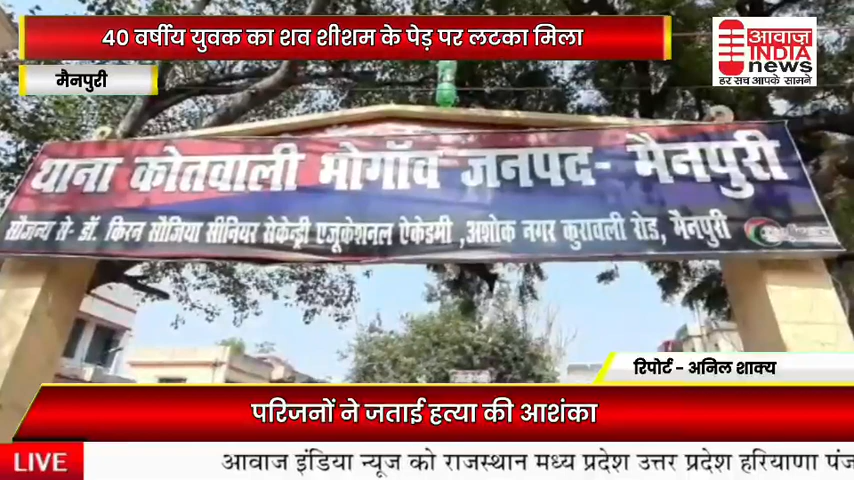 40 वर्षीय युवक का शव शीशम के पेड़ पर लटका मिला
आवाज़
INDIA
news
हर सच आपके सामने
मैनपुरी
थाना कोतवाली भोगाँव जनपद- मैनपुरी
सौजन्य से- डॉ. किरन सौजिया सीनियर सेकेन्ड्री एजूकेशनल ऐकेडमी ,अशोक नगर कुरावली रोड, मैनपुरी
रिपोर्ट - अनिल शाक्य
परिजनों ने जताई हत्या की आशंका
LIVE
आवाज इंडिया न्यूज को राजस्थान मध्य प्रदेश उत्तर प्रदेश हरियाणा पंज